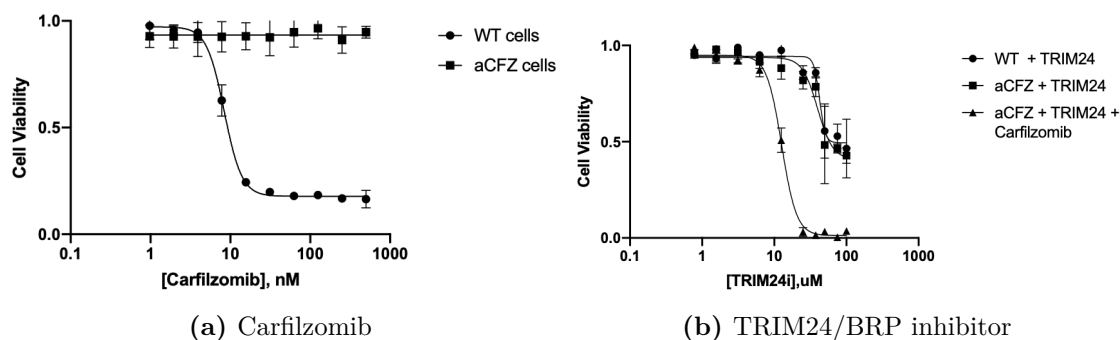 1.0
0.5
0.0
Cell Viability
0.1 1 10 100 1000
[Carfilzomib], nM
WT cells
aCFZ cells
(a) Carfilzomib
1.0
0.5
0.0
Cell Viability
0.1 1 10 100 1000
[TRIM24i],uM
WT + TRIM24
aCFZ + TRIM24
aCFZ + TRIM24 +
Carfilzomib
(b) TRIM24/BRP inhibitor